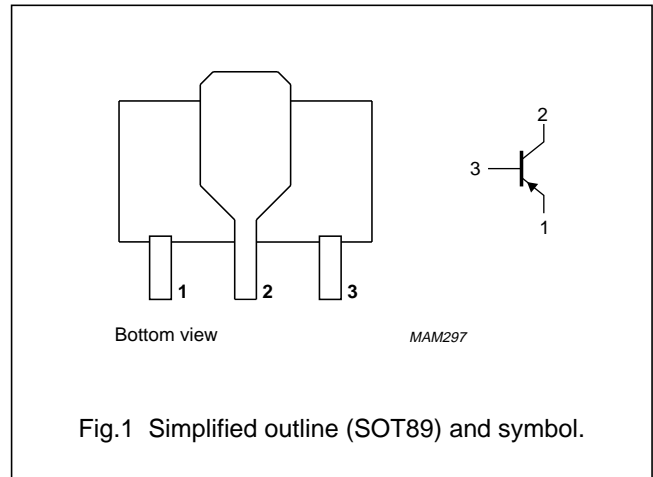 2
3
1
1 2 3
Bottom view MAM297
Fig.1 Simplified outline (SOT89) and symbol.